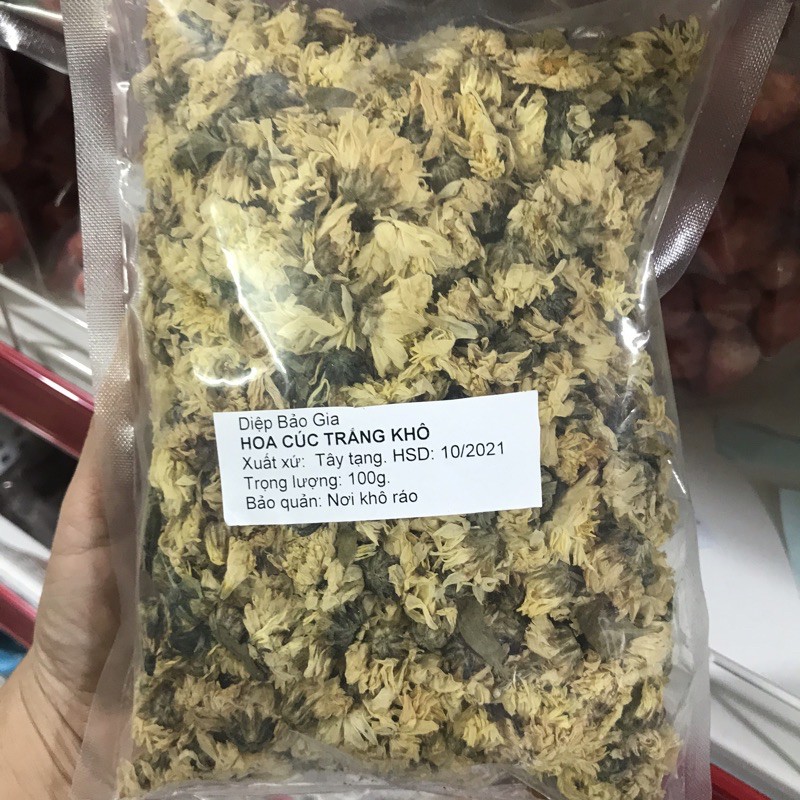 Diệp Bảo Gia
HOA CÚC TRẮNG KHÔ
Xuất xứ: Tây tạng. HSD: 10/2021
Trọng lượng: 100g.
Bảo quản: Nơi khô ráo